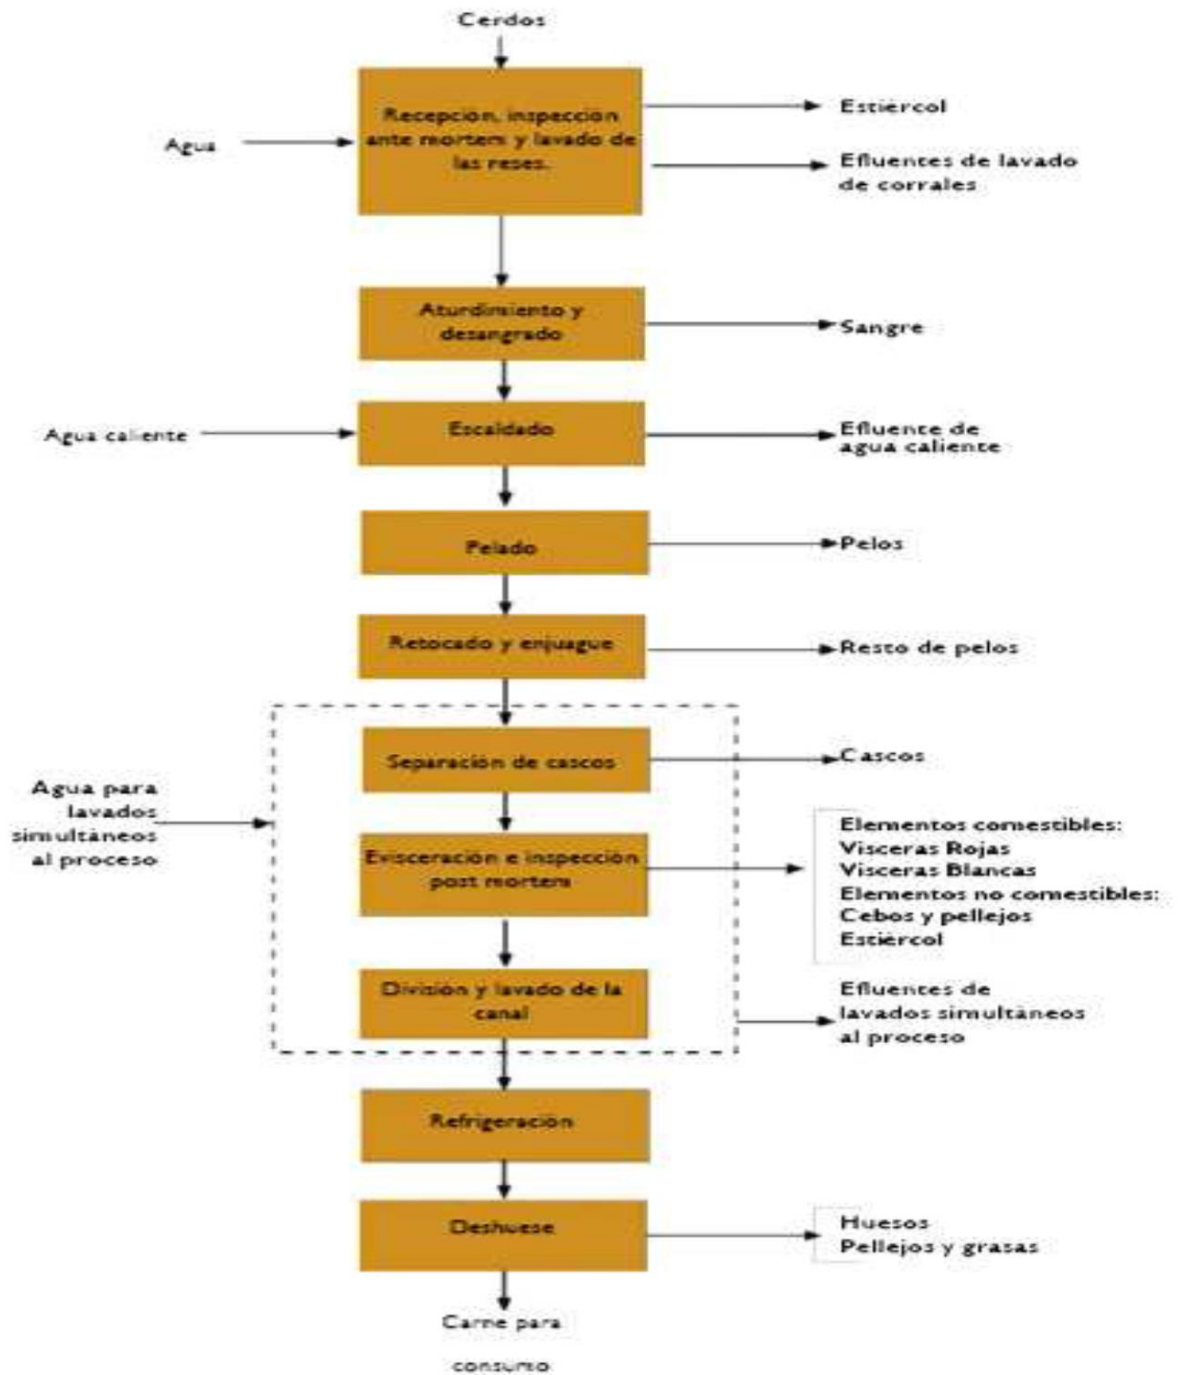 Cerdos
Recepción, inspección
ante mortem y lavado de
las reses.
Agua
Estiércol
Efluentes de lavado
de corrales
Aturdimiento y
desangrado
Sangre
Agua caliente
Escaldado
Efluente de
agua caliente
Pelado
Pelos
Retocado y enjuague
Resto de pelos
Separación de cascos
Cascos
Agua para
lavados
simultáneos
al proceso
Evisceración e inspección
post mortem
Elementos comestibles:
Visceras Rojas
Visceras Blancas
Elementos no comestibles:
Cebos y pellejos
Estiércol
División y lavado de la
canal
Efluentes de
lavados simultáneos
al proceso
Refrigeración
Deshuese
Huesos
Pellejos y grasas
Carne para
consumo